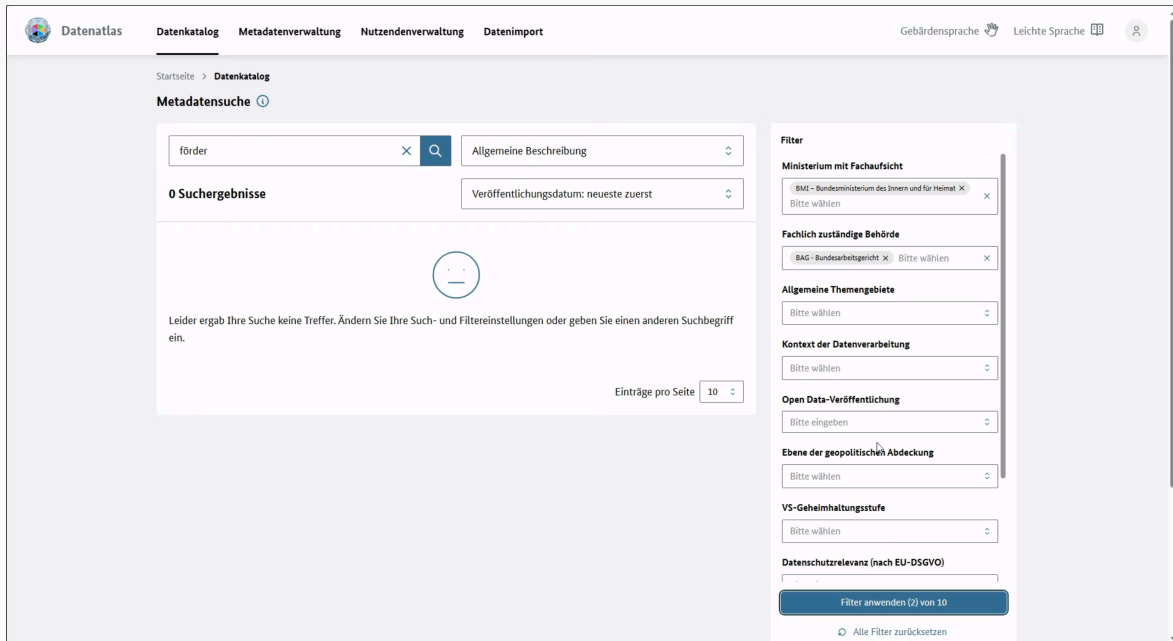 Datenatlas
Datenkatalog Metadatenverwaltung Nutzendenverwaltung Datenimport
Gebärdensprache Leichte Sprache
Startseite > Datenkatalog
Metadatensuche
förder
Allgemeine Beschreibung
0 Suchergebnisse
Veröffentlichungsdatum: neueste zuerst
Leider ergab Ihre Suche keine Treffer. Ändern Sie Ihre Such- und Filtereinstellungen oder geben Sie einen anderen Suchbegriff
ein.
Einträge pro Seite 10
Filter
Ministerium mit Fachaufsicht
BMI – Bundesministerium des Innern und für Heimat
Bitte wählen
Fachlich zuständige Behörde
BAG - Bundesarbeitsgericht Bitte wählen
Allgemeine Themengebiete
Bitte wählen
Kontext der Datenverarbeitung
Bitte wählen
Open Data-Veröffentlichung
Bitte eingeben
Ebene der geopolitischen Abdeckung
Bitte wählen
VS-Geheimhaltungsstufe
Bitte wählen
Datenschutzrelevanz (nach EU-DSGVO)
Filter anwenden (2) von 10
Alle Filter zurücksetzen